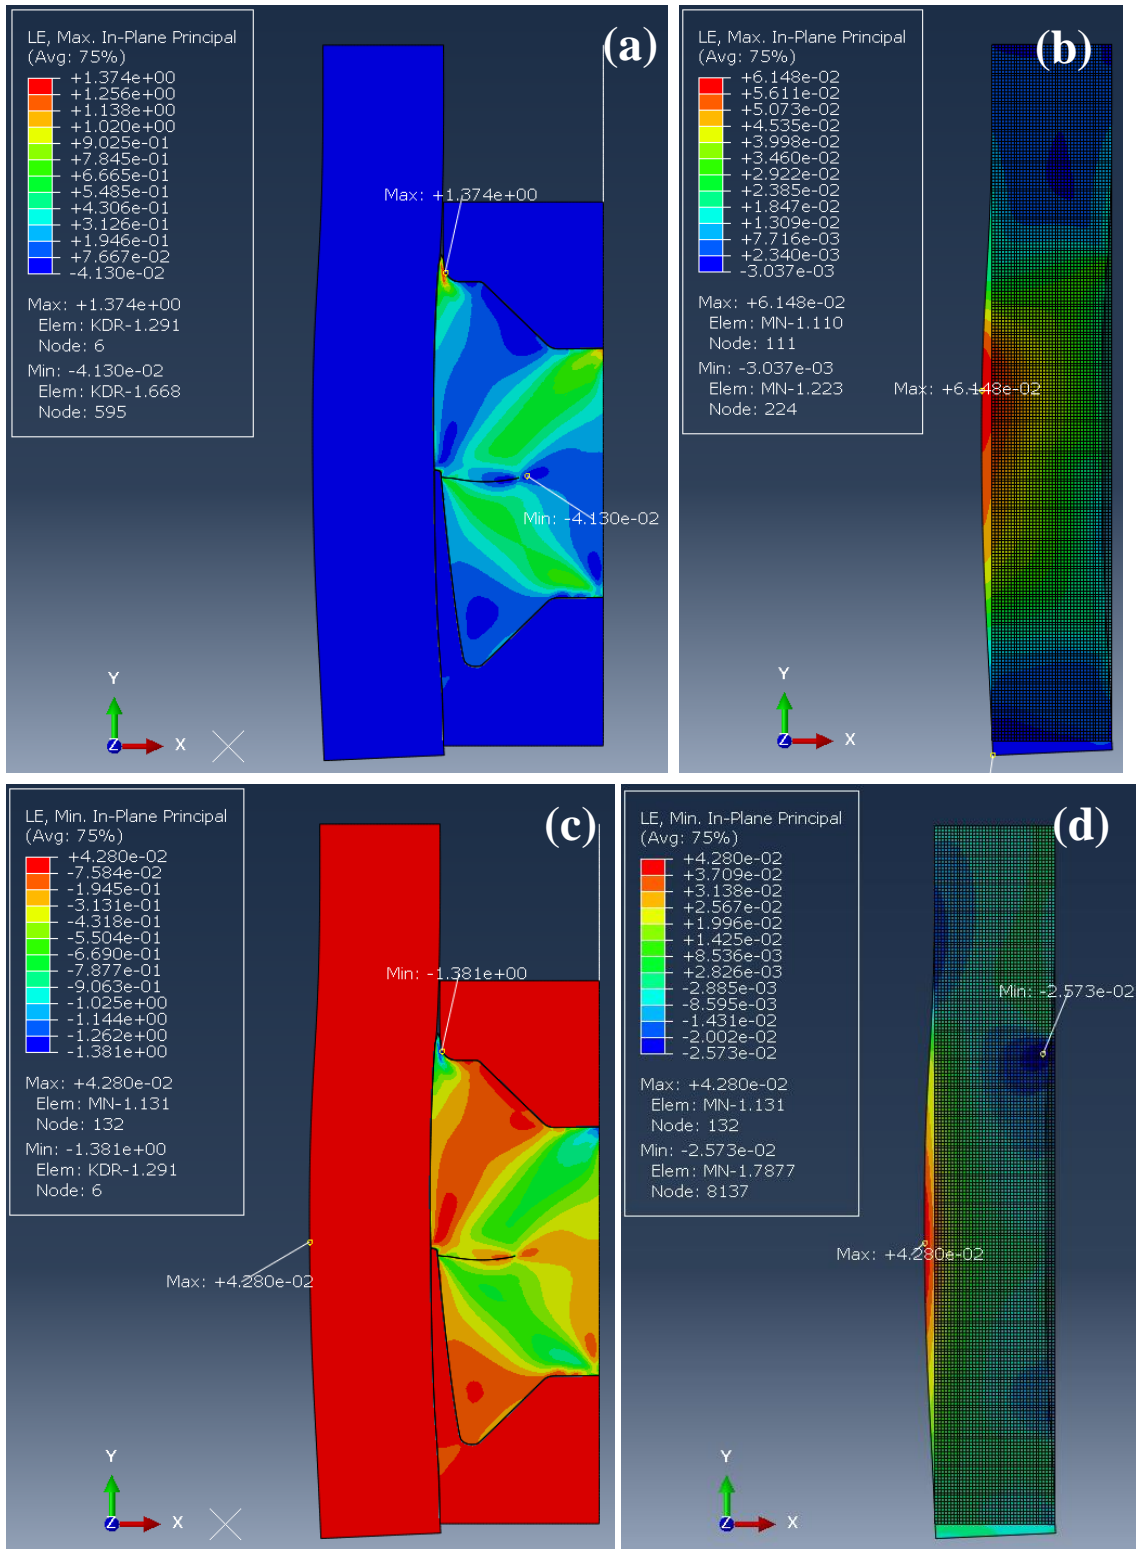 LE, Max. In-Plane Principal
(Avg: 75%)
+1.374e+00
+1.256e+00
+1.138e+00
+1.020e+00
+9.025e-01
+7.845e-01
+6.665e-01
+5.485e-01
+4.306e-01
+3.126e-01
+1.946e-01
+7.667e-02
-4.130e-02
Max: +1.374e+00
Elem: KDR-1.291
Node: 6
Min: -4.130e-02
Elem: KDR-1.668
Node: 595
(a)
Max: +1.374e+00
Min: -4.130e-02
Y
Z
X
LE, Max. In-Plane Principal
(Avg: 75%)
+6.148e-02
+5.611e-02
+5.073e-02
+4.535e-02
+3.998e-02
+3.460e-02
+2.922e-02
+2.385e-02
+1.847e-02
+1.309e-02
+7.716e-03
+2.340e-03
-3.037e-03
Max: +6.148e-02
Elem: MN-1.110
Node: 111
Min: -3.037e-03
Elem: MN-1.223
Node: 224
(b)
Max: +6.148e-02
Y
Z
X
LE, Min. In-Plane Principal
(Avg: 75%)
+4.280e-02
-7.584e-02
-1.945e-01
-3.131e-01
-4.318e-01
-5.504e-01
-6.690e-01
-7.877e-01
-9.063e-01
-1.025e+00
-1.144e+00
-1.262e+00
-1.381e+00
Max: +4.280e-02
Elem: MN-1.131
Node: 132
Min: -1.381e+00
Elem: KDR-1.291
Node: 6
(c)
Min: -1.381e+00
Max: +4.280e-02
Y
Z
X
LE, Min. In-Plane Principal
(Avg: 75%)
+4.280e-02
+3.709e-02
+3.138e-02
+2.567e-02
+1.996e-02
+1.425e-02
+8.536e-03
+2.826e-03
-2.885e-03
-8.595e-03
-1.431e-02
-2.002e-02
-2.573e-02
Max: +4.280e-02
Elem: MN-1.131
Node: 132
Min: -2.573e-02
Elem: MN-1.7877
Node: 8137
(d)
Min: -2.573e-02
Max: +4.280e-02
Y
Z
X